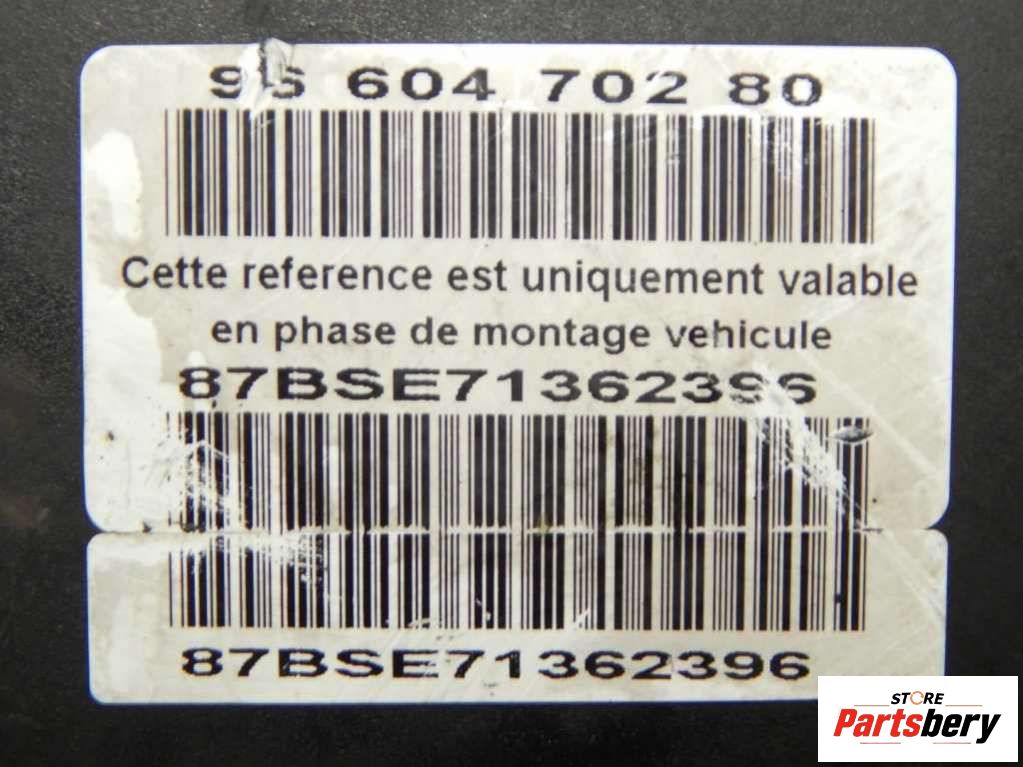 96 604 702 80
Cette reference est uniquement valable
en phase de montage vehicule
87BSE71362396
87BSE71362396
STORE
Partsbery